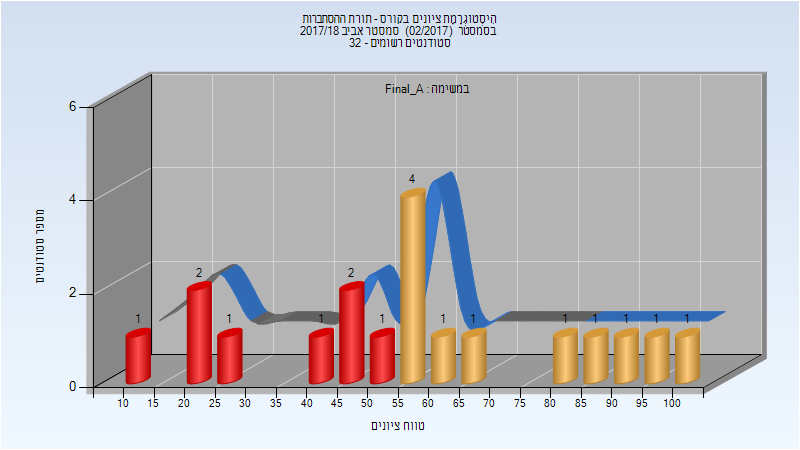 היסטוגרמת ציונים בקורס - תורת ההסתברות
בסמסטר (02/2017) סמסטר אביב 2017/18
סטודנטים רשומים - 32
במשימה : Final_A
מספר סטודנטים
6
4
2
0
1
2
1
1
2
1
4
1
1
1
1
1
1
1
10 15 20 25 30 35 40 45 50 55 60 65 70 75 80 85 90 95 100
טווח ציונים